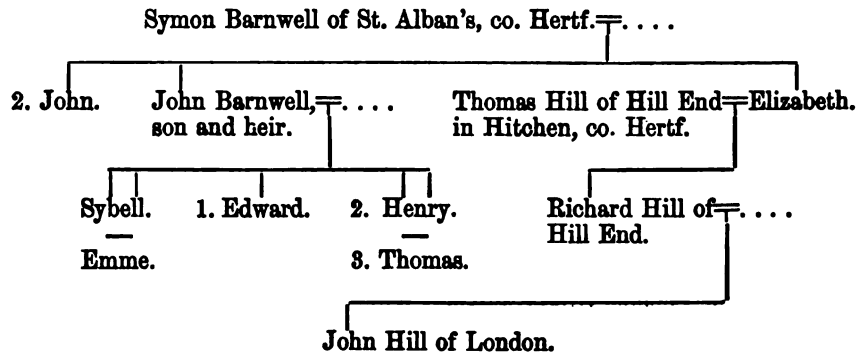 Symon Barnwell of St. Alban's, co. Hertf.=. . . .
2. John. John Barnwell,=. . . . Thomas Hill of Hill End=Elizabeth.
son and heir. in Hitchen, co. Hertf.
Sybell. 1. Edward. 2. Henry. Richard Hill of=. . . .
Hill End.
Emme. 3. Thomas.
John Hill of London.